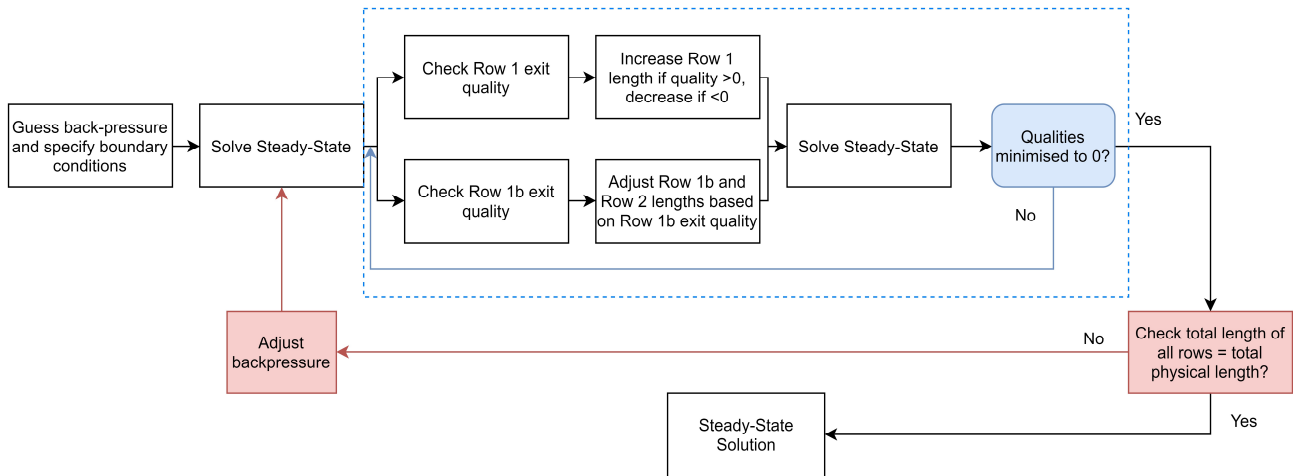 Guess back-pressure
and specify boundary
conditions
Solve Steady-State
Check Row 1 exit
quality
Increase Row 1
length if quality >0,
decrease if <0
Check Row 1b exit
quality
Adjust Row 1b and
Row 2 lengths based
on Row 1b exit quality
Solve Steady-State
Qualities
minimised to 0?
Yes
No
Check total length of
all rows = total
physical length?
No
Adjust
backpressure
Yes
Steady-State
Solution